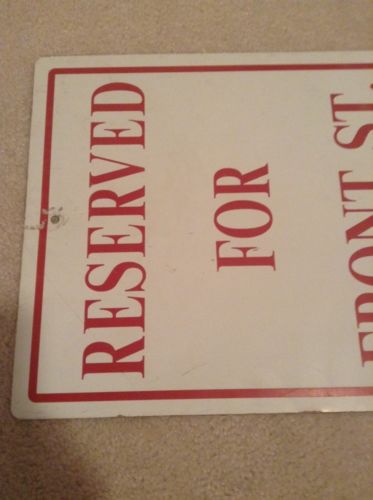 RESERVED
FOR
FRONT ST.